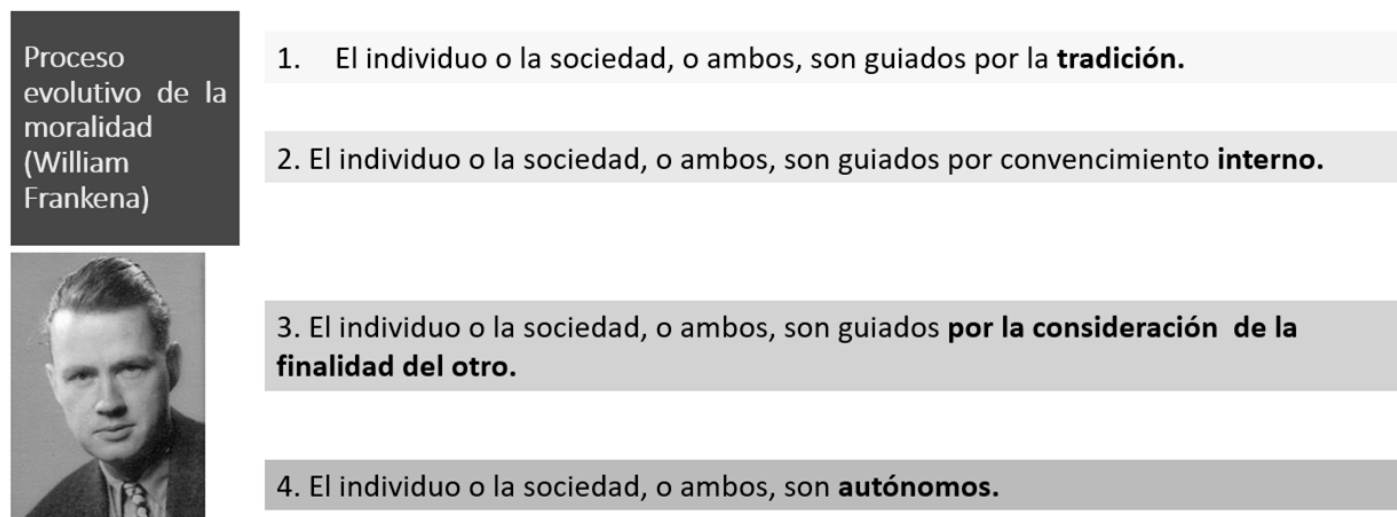 Proceso
evolutivo de la
moralidad
(William
Frankena)
1. El individuo o la sociedad, o ambos, son guiados por la tradición.
2. El individuo o la sociedad, o ambos, son guiados por convencimiento interno.
3. El individuo o la sociedad, o ambos, son guiados por la consideración de la
finalidad del otro.
4. El individuo o la sociedad, o ambos, son autónomos.